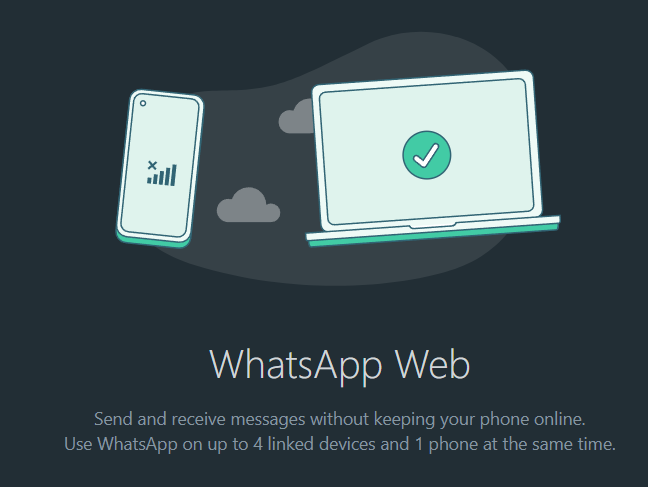 WhatsApp Web
Send and receive messages without keeping your phone online.
Use WhatsApp on up to 4 linked devices and 1 phone at the same time.